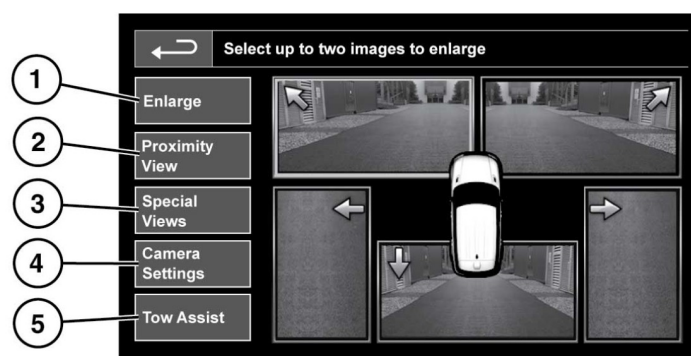 Select up to two images to enlarge
1
Enlarge
2
Proximity
View
3
Special
Views
4
Camera
Settings
5
Tow Assist